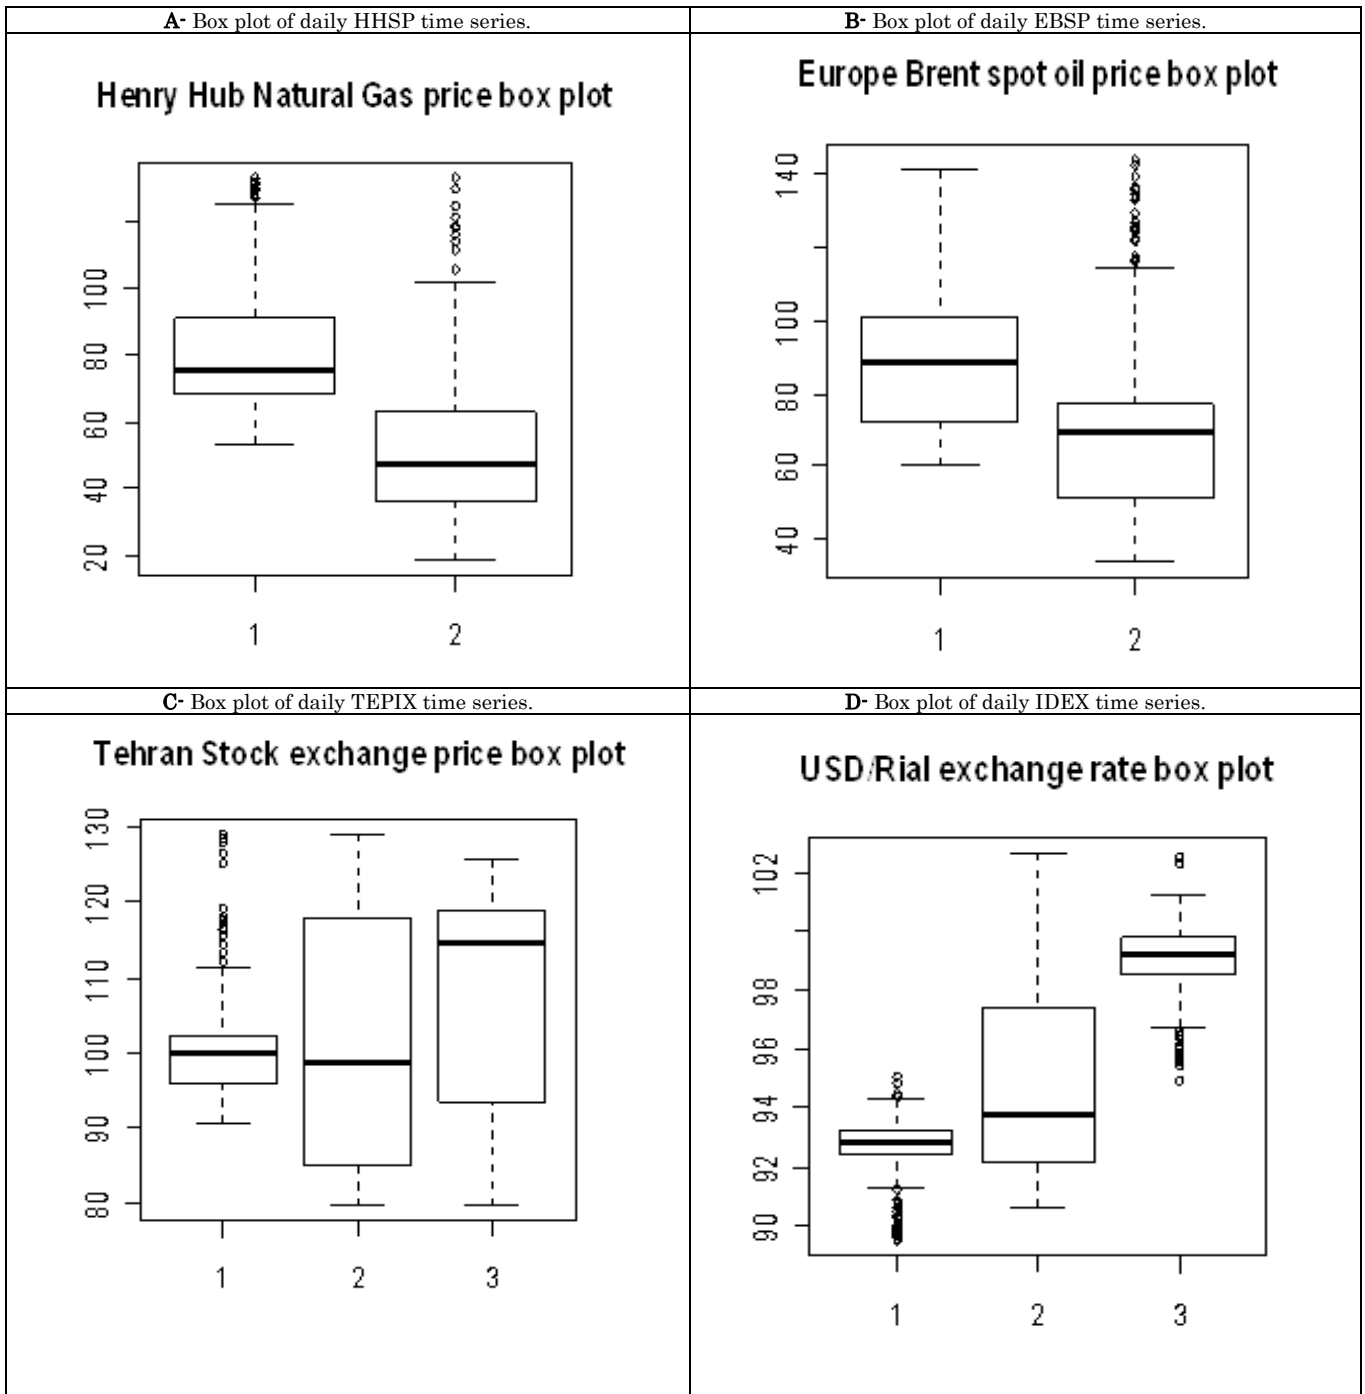 A- Box plot of daily HHSP time series.
B- Box plot of daily EBSP time series.
Henry Hub Natural Gas price box plot
20 40 60 80 100
1 2
Europe Brent spot oil price box plot
40 60 80 100 140
1 2
C- Box plot of daily TEPIX time series.
D- Box plot of daily IDEX time series.
Tehran Stock exchange price box plot
80 90 100 110 120 130
1 2 3
USD/Rial exchange rate box plot
90 92 94 96 98 102
1 2 3